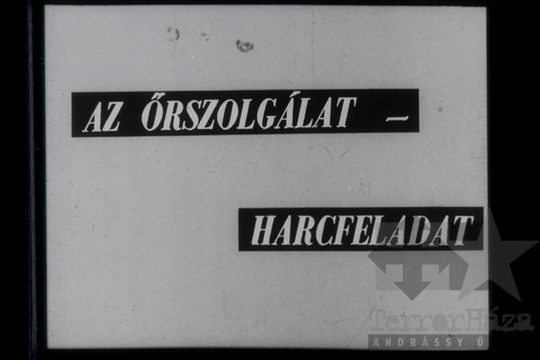 AZ ŐRSZOLGÁLAT –
HARCFELADAT
TerrorHáza
ANDRÁSSY Ú